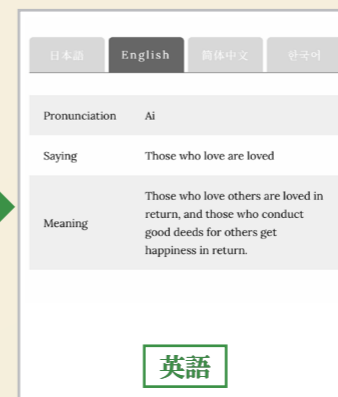 日本語 English 简体中文 한국어
Pronunciation Ai
Saying Those who love are loved
Meaning Those who love others are loved in
return, and those who conduct
good deeds for others get
happiness in return.
英語